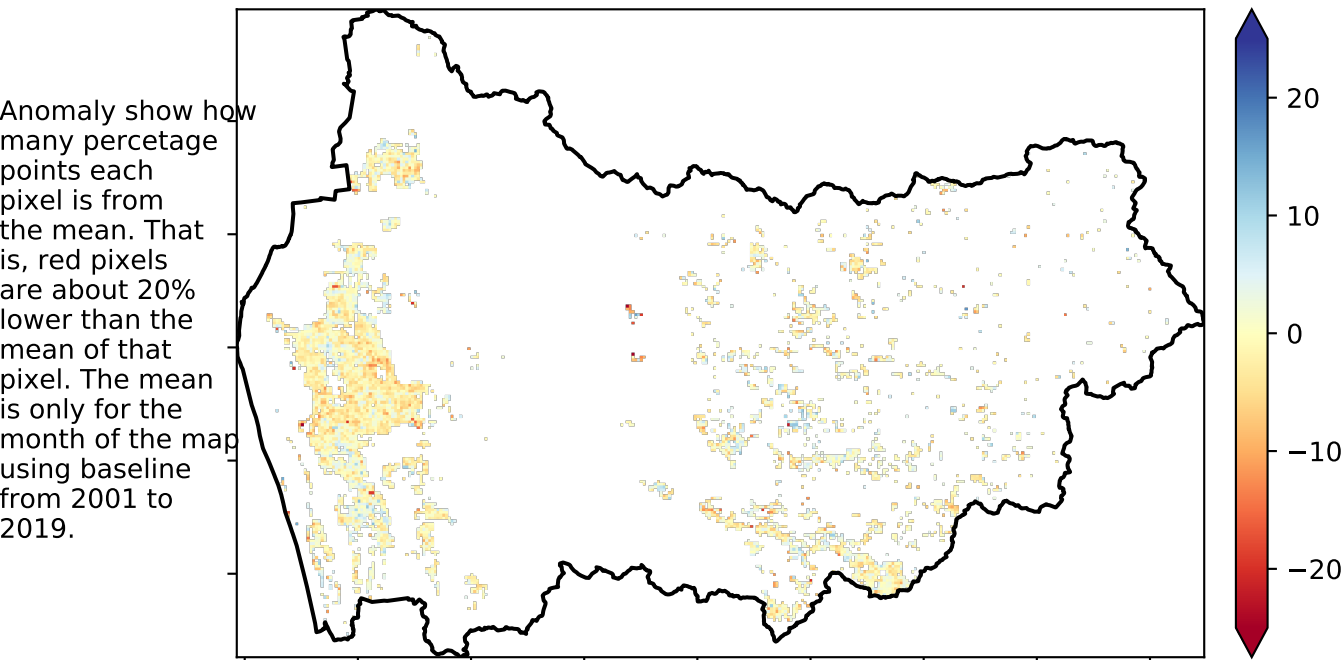 Anomaly show how
many percetage
points each
pixel is from
the mean. That
is, red pixels
are about 20%
lower than the
mean of that
pixel. The mean
is only for the
month of the map
using baseline
from 2001 to
2019.
20
10
0
−10
−20